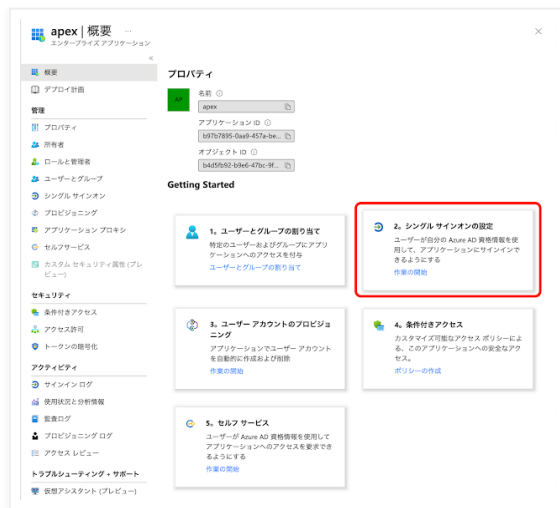 apex | 概要 …
エンタープライズ アプリケーション
«
概要
デプロイ計画
管理
プロパティ
所有者
ロールと管理者
ユーザーとグループ
シングル サインオン
プロビジョニング
アプリケーション プロキシ
セルフサービス
カスタム セキュリティ属性 (プレ
ビュー)
セキュリティ
条件付きアクセス
アクセス許可
トークンの暗号化
アクティビティ
サインイン ログ
使用状況と分析情報
監査ログ
プロビジョニング ログ
アクセス レビュー
トラブルシューティング + サポート
仮想アシスタント (プレビュー)
プロパティ
AP
名前
apex
アプリケーション ID
b97b7895-0aa9-457a-be...
オブジェクト ID
b4d5fb92-b9e6-47bc-9f...
Getting Started
1。ユーザーとグループの割り当て
特定のユーザーおよびグループにアプリ
ケーションへのアクセスを付与
ユーザーとグループの割り当て
2。シングル サインオンの設定
ユーザーが自分の Azure AD 資格情報を使
用して、アプリケーションにサインインで
きるようにする
作業の開始
3。ユーザー アカウントのプロビジョ
ニング
アプリケーションでユーザー アカウント
を自動的に作成および削除
作業の開始
4。条件付きアクセス
カスタマイズ可能なアクセス ポリシーによ
る、このアプリケーションへの安全なアク
セス。
ポリシーの作成
5。セルフ サービス
ユーザーが Azure AD 資格情報を使用して
アプリケーションへのアクセスを要求でき
るようにする
作業の開始